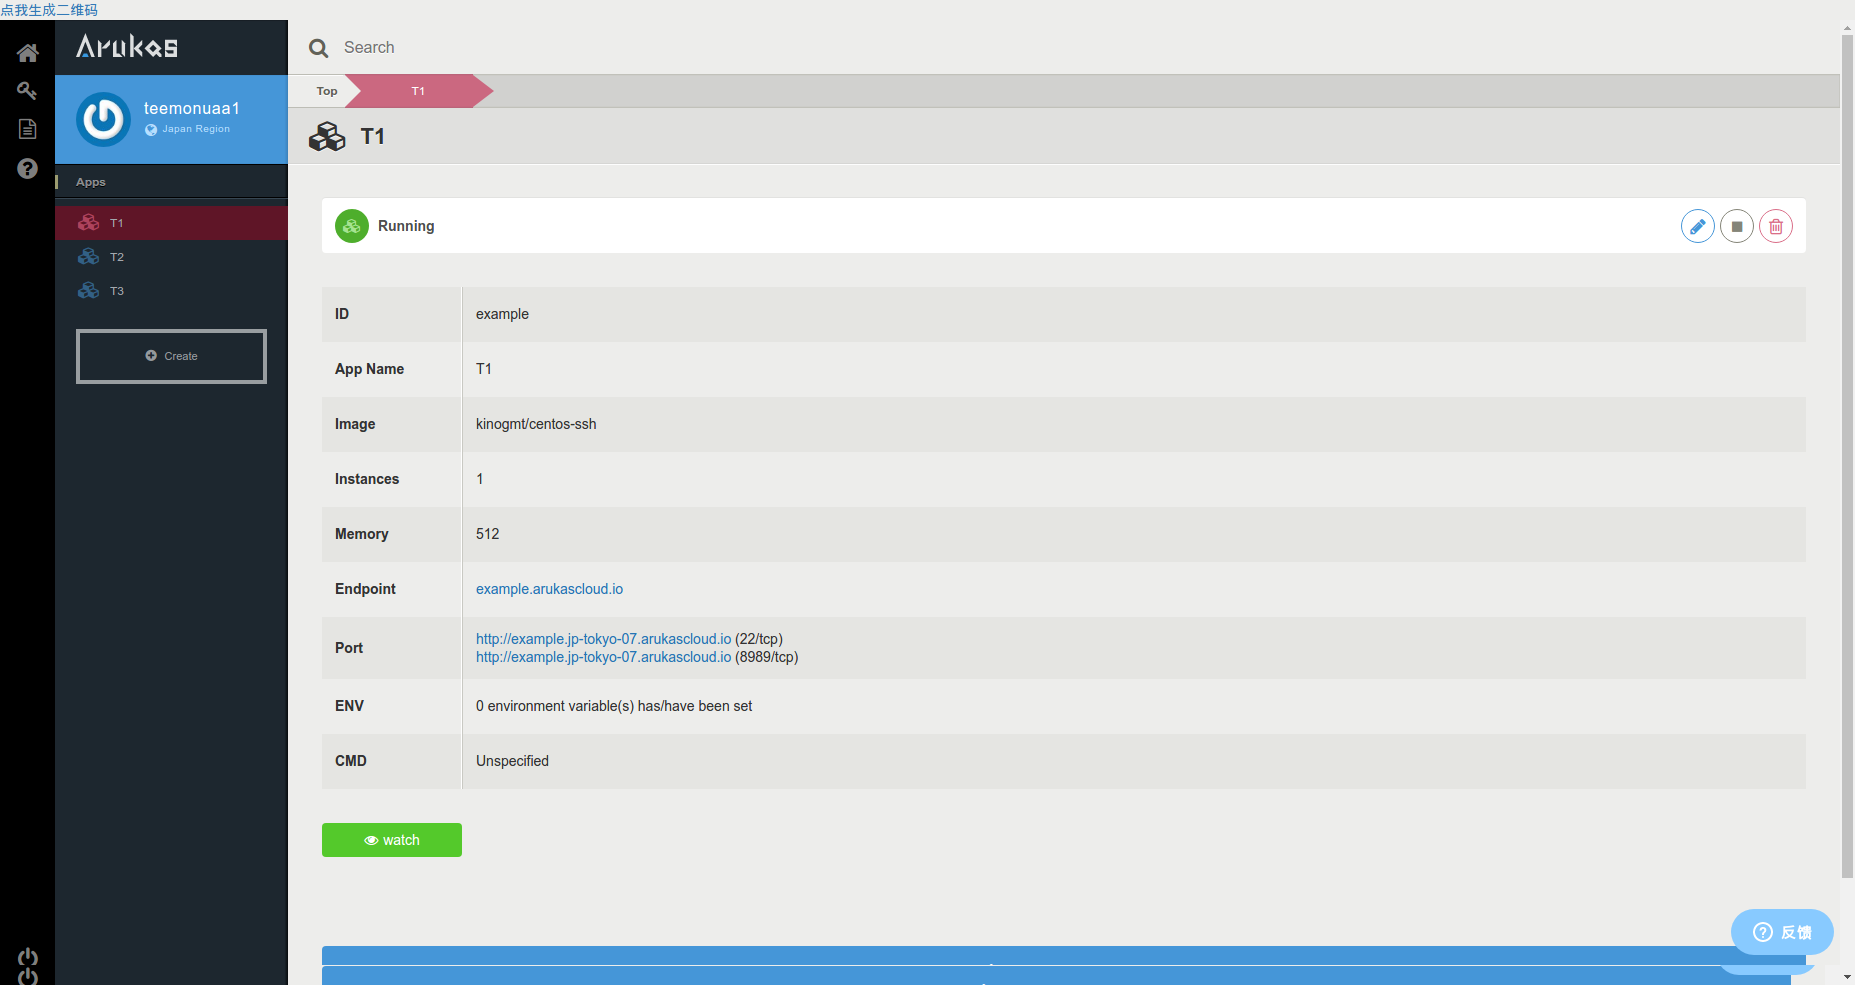 点我生成二维码
Arukas
Search
teemonuaa1
Japan Region
Top
T1
T1
Apps
T1
T2
T3
Create
Running
ID
example
App Name
T1
Image
kinogmt/centos-ssh
Instances
1
Memory
512
Endpoint
example.arukascloud.io
Port
http://example.jp-tokyo-07.arukascloud.io (22/tcp)
http://example.jp-tokyo-07.arukascloud.io (8989/tcp)
ENV
0 environment variable(s) has/have been set
CMD
Unspecified
watch
反馈